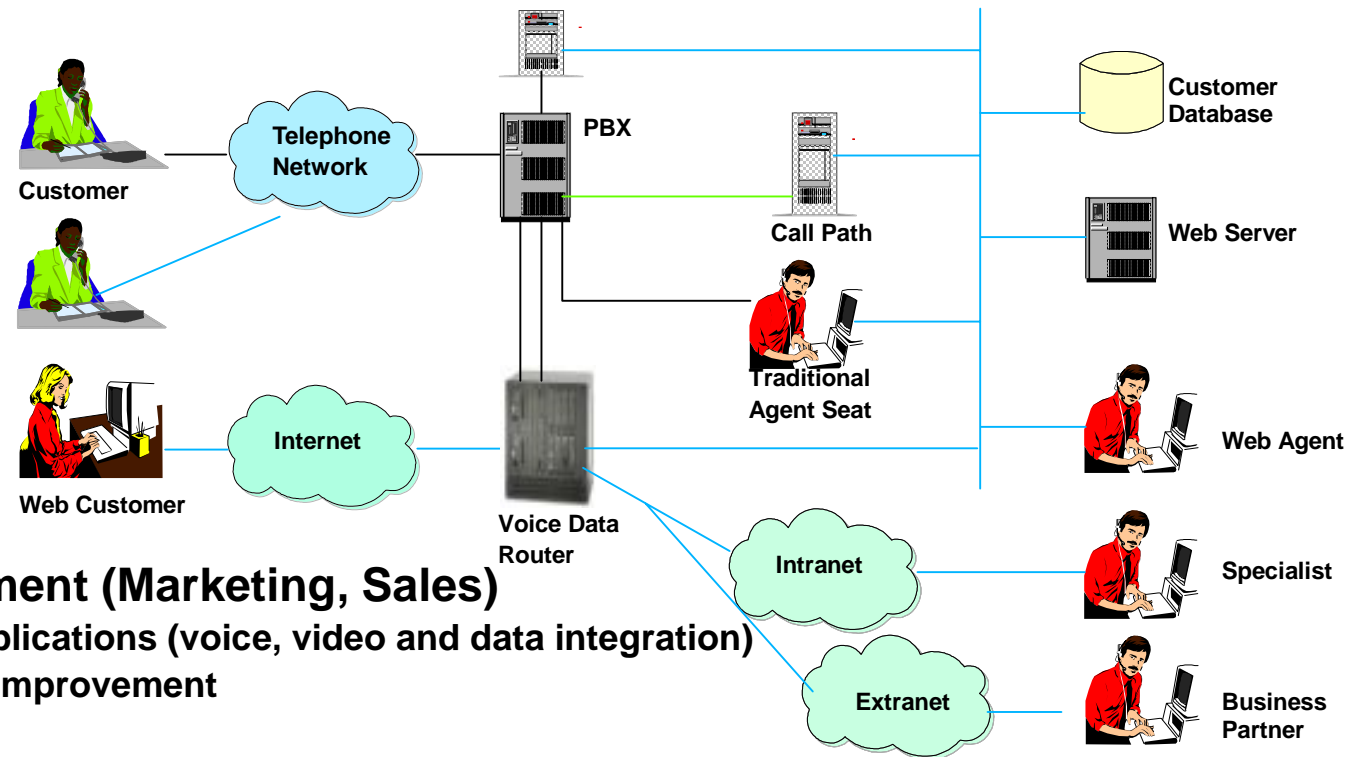 PBX
Customer
Database
Telephone
Network
Customer
Call Path
Web Server
Traditional
Agent Seat
Internet
Web Agent
Web Customer
Voice Data
Router
Intranet
Specialist
ment (Marketing, Sales)
plications (voice, video and data integration)
mprovement
Extranet
Business
Partner